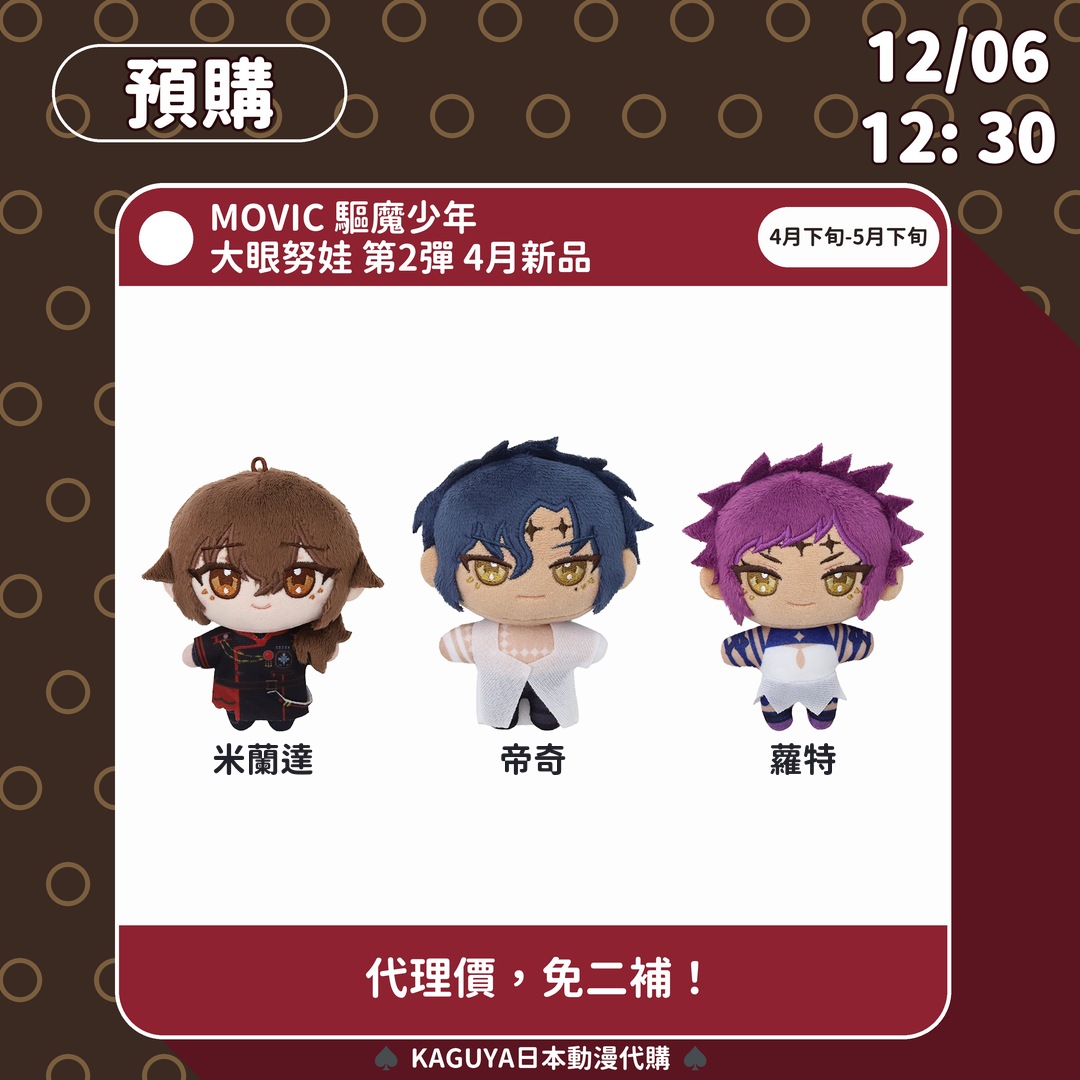 預購
12/06
12: 30
MOVIC 驅魔少年
大眼努娃 第2彈 4月新品
4月下旬-5月下旬
米蘭達
帝奇
蘿特
代理價，免二補！
KAGUYA日本動漫代購